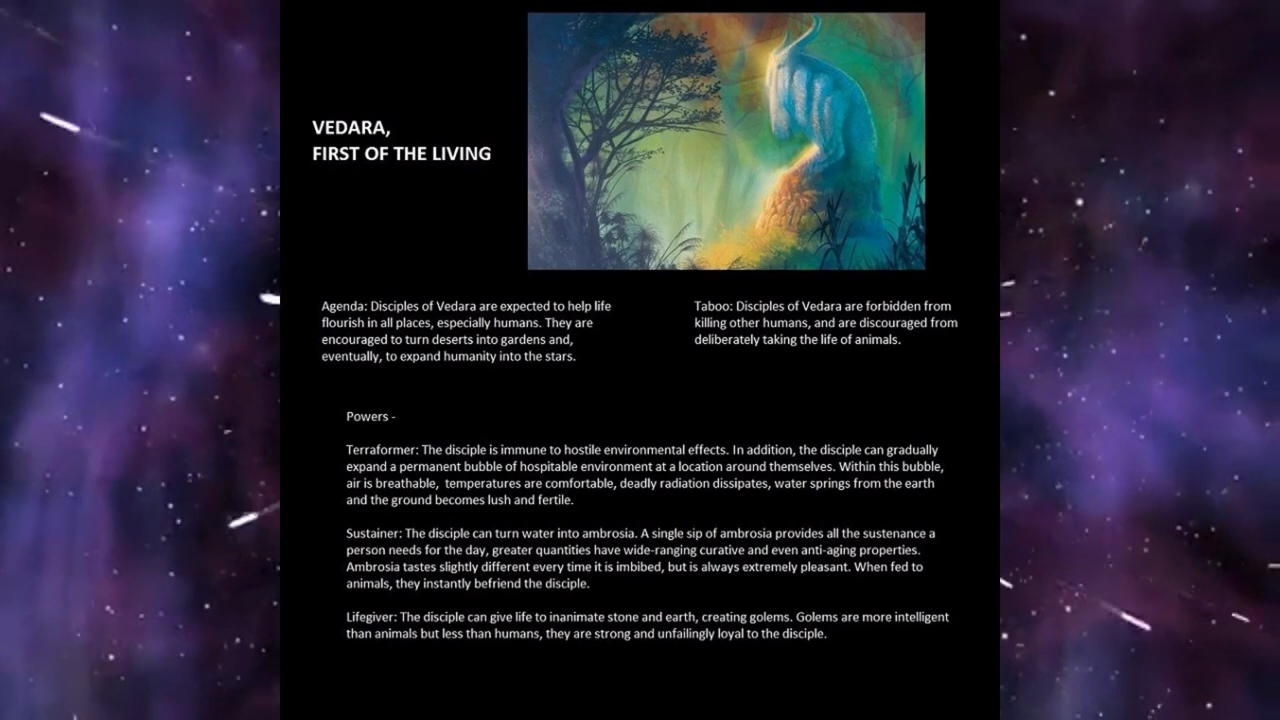 VEDARA,
FIRST OF THE LIVING
Agenda: Disciples of Vedara are expected to help life
flourish in all places, especially humans. They are
encouraged to turn deserts into gardens and,
eventually, to expand humanity into the stars.
Taboo: Disciples of Vedara are forbidden from
killing other humans, and are discouraged from
deliberately taking the life of animals.
Powers -
Terraformer: The disciple is immune to hostile environmental effects. In addition, the disciple can gradually
expand a permanent bubble of hospitable environment at a location around themselves. Within this bubble,
air is breathable,  temperatures are comfortable, deadly radiation dissipates, water springs from the earth
and the ground becomes lush and fertile.
Sustainer: The disciple can turn water into ambrosia. A single sip of ambrosia provides all the sustenance a
person needs for the day, greater quantities have wide-ranging curative and even anti-aging properties.
Ambrosia tastes slightly different every time it is imbibed, but is always extremely pleasant. When fed to
animals, they instantly befriend the disciple.
Lifegiver: The disciple can give life to inanimate stone and earth, creating golems. Golems are more intelligent
than animals but less than humans, they are strong and unfailingly loyal to the disciple.